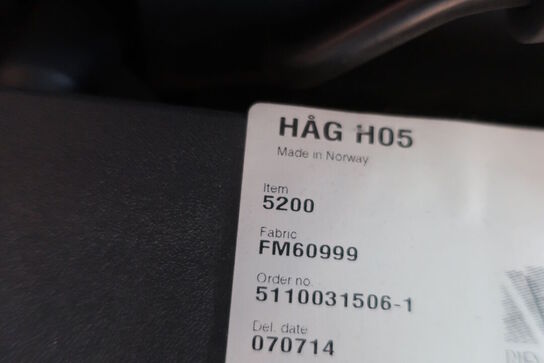 HÅG H05
Made in Norway
Item
5200
Fabric
FM60999
Order no.
5110031506-1
Del. date
070714